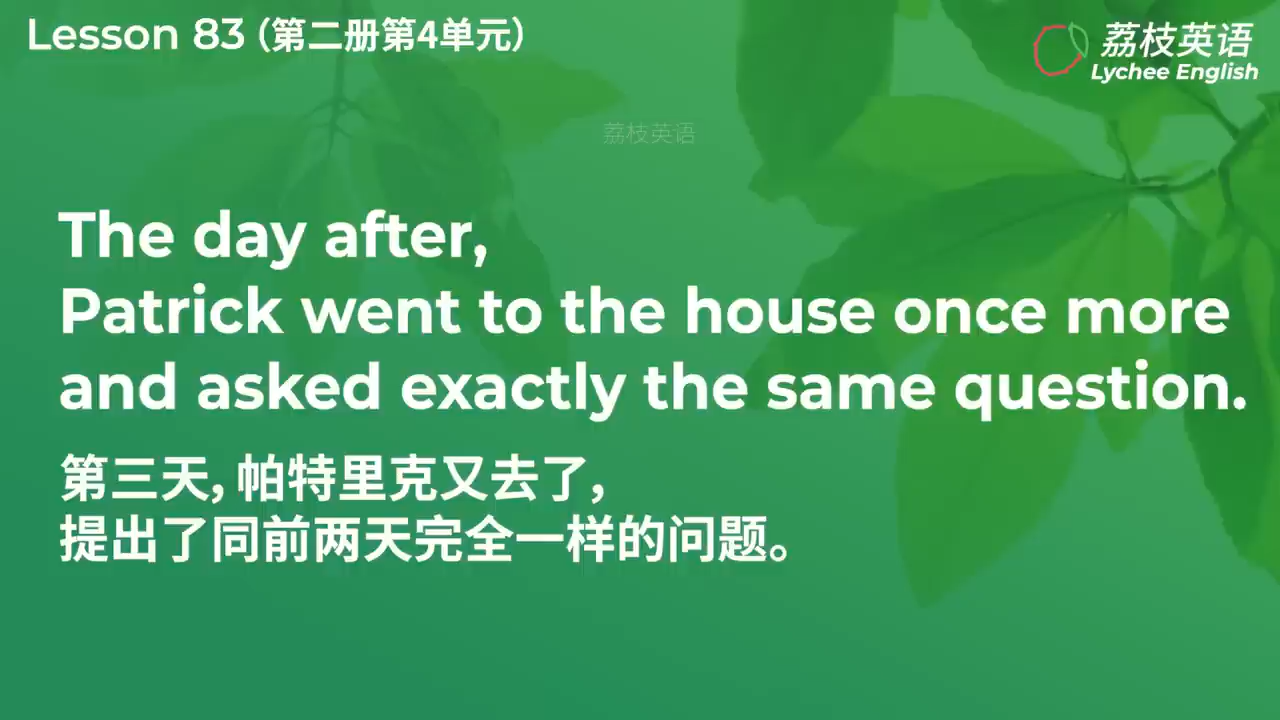 Lesson 83 (第二册第4单元)
荔枝英语
Lychee English
荔枝英语
The day after,
Patrick went to the house once more
and asked exactly the same question.
第三天, 帕特里克又去了,
提出了同前两天完全一样的问题。